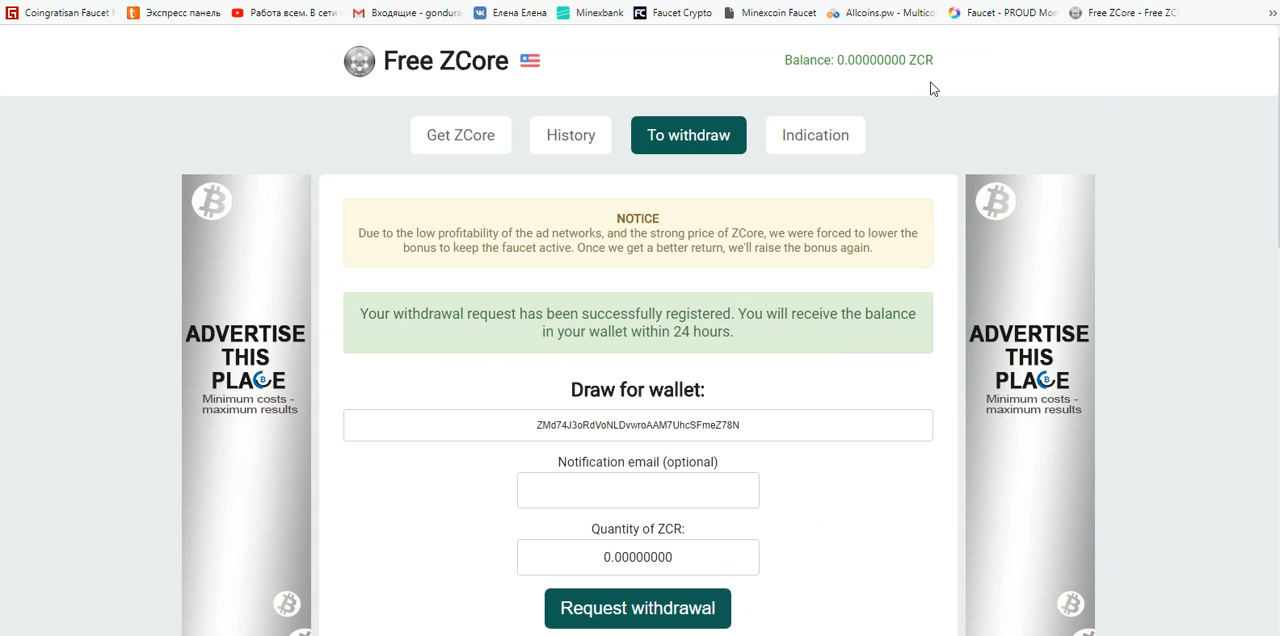 Coingratisan Faucet
Экспресс панель
Работа всем. В сети
Входящие - gondura
Елена Елена
Minexbank
Faucet Crypto
Minexcoin Faucet
Allcoins.pw - Multico
Faucet - PROUD Mon
Free ZCore - Free ZC
»
Free ZCore
Balance: 0.00000000 ZCR
Get ZCore
History
To withdraw
Indication
NOTICE
Due to the low profitability of the ad networks, and the strong price of ZCore, we were forced to lower the
bonus to keep the faucet active. Once we get a better return, we'll raise the bonus again.
Your withdrawal request has been successfully registered. You will receive the balance
in your wallet within 24 hours.
Draw for wallet:
ZMd74J3oRdVoNLDvwroAAM7UhcSFmeZ78N
Notification email (optional)
Quantity of ZCR:
0.00000000
Request withdrawal
ADVERTISE
THIS
PLACE
Minimum costs -
maximum results
ADVERTISE
THIS
PLACE
Minimum costs -
maximum results